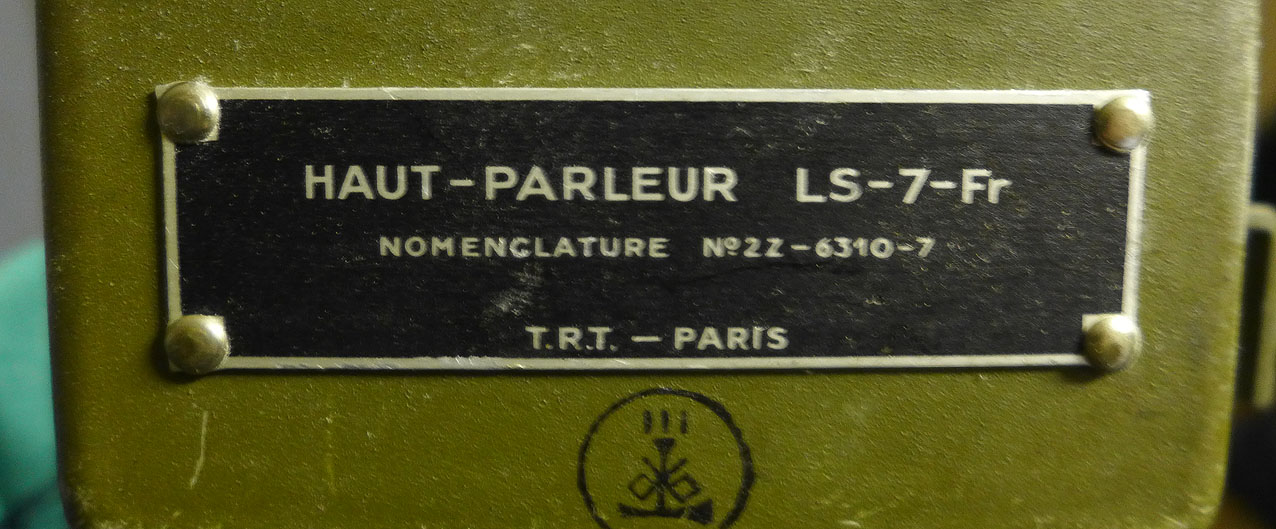 HAUT-PARLEUR LS-7-Fr
NOMENCLATURE Nº2Z-6310-7
T.R.T. — PARIS